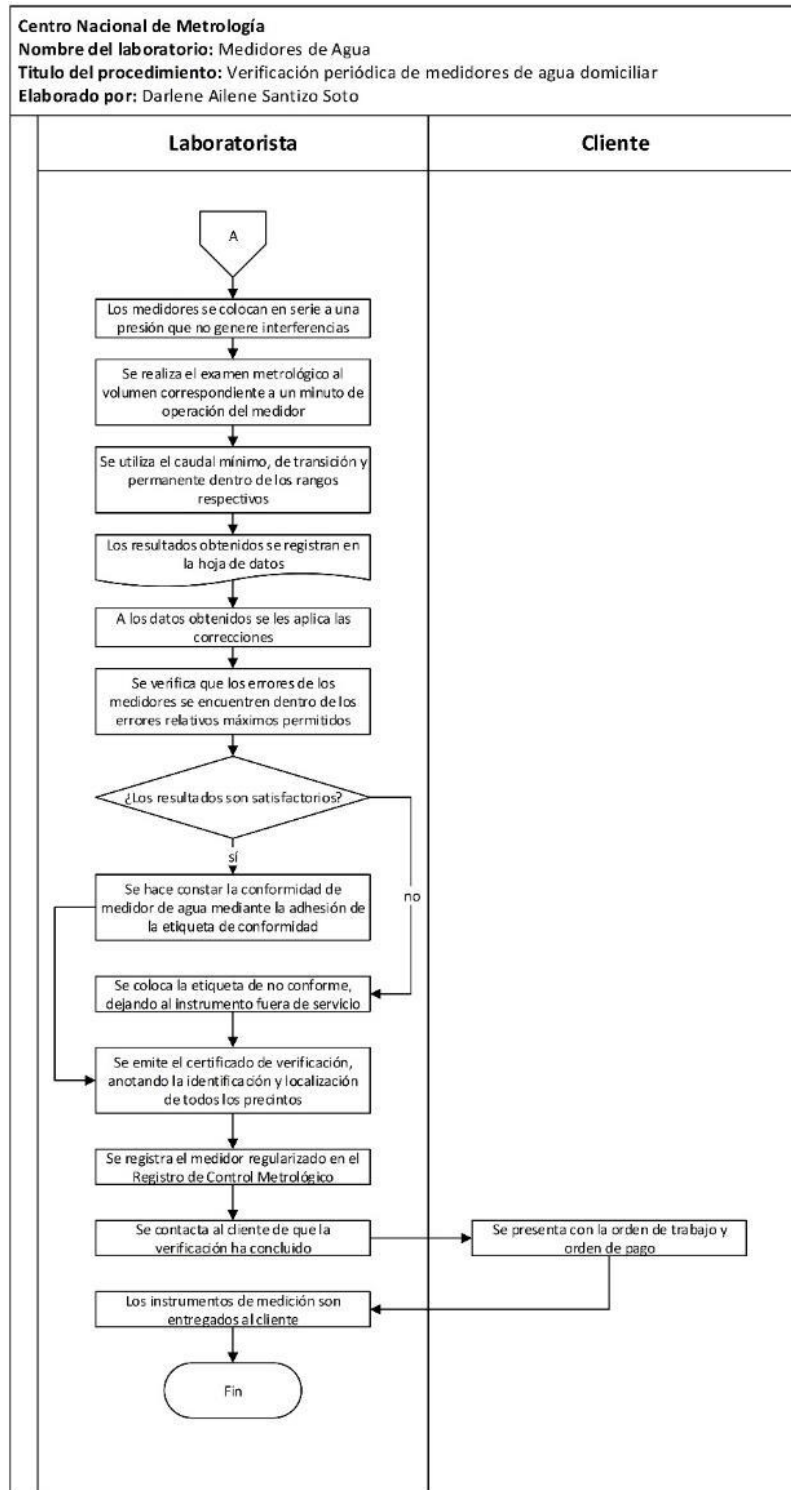 Centro Nacional de Metrología
Nombre del laboratorio: Medidores de Agua
Titulo del procedimiento: Verificación periódica de medidores de agua domiciliar
Elaborado por: Darlene Ailene Santizo Soto
Laboratorista
Cliente
A
Los medidores se colocan en serie a una
presión que no genere interferencias
Se realiza el examen metrológico al
volumen correspondiente a un minuto de
operación del medidor
Se utiliza el caudal mínimo, de transición y
permanente dentro de los rangos
respectivos
Los resultados obtenidos se registran en
la hoja de datos
A los datos obtenidos se les aplica las
correcciones
Se verifica que los errores de los
medidores se encuentren dentro de los
errores relativos máximos permitidos
¿Los resultados son satisfactorios?
sí
no
Se hace constar la conformidad de
medidor de agua mediante la adhesión de
la etiqueta de conformidad
Se coloca la etiqueta de no conforme,
dejando al instrumento fuera de servicio
Se emite el certificado de verificación,
anotando la identificación y localización
de todos los precintos
Se registra el medidor regularizado en el
Registro de Control Metrológico
Se contacta al cliente de que la
verificación ha concluido
Se presenta con la orden de trabajo y
orden de pago
Los instrumentos de medición son
entregados al cliente
Fin